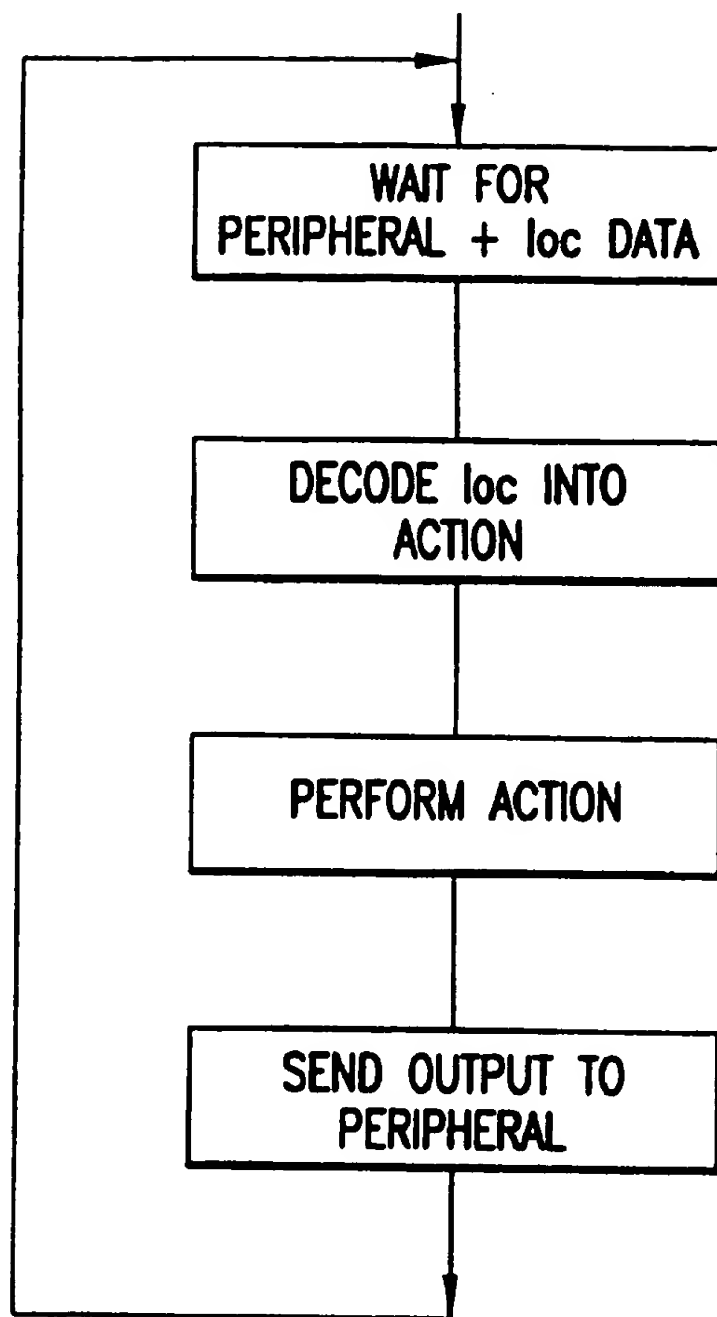 WAIT FOR
PERIPHERAL + loc DATA
DECODE loc INTO
ACTION
PERFORM ACTION
SEND OUTPUT TO
PERIPHERAL